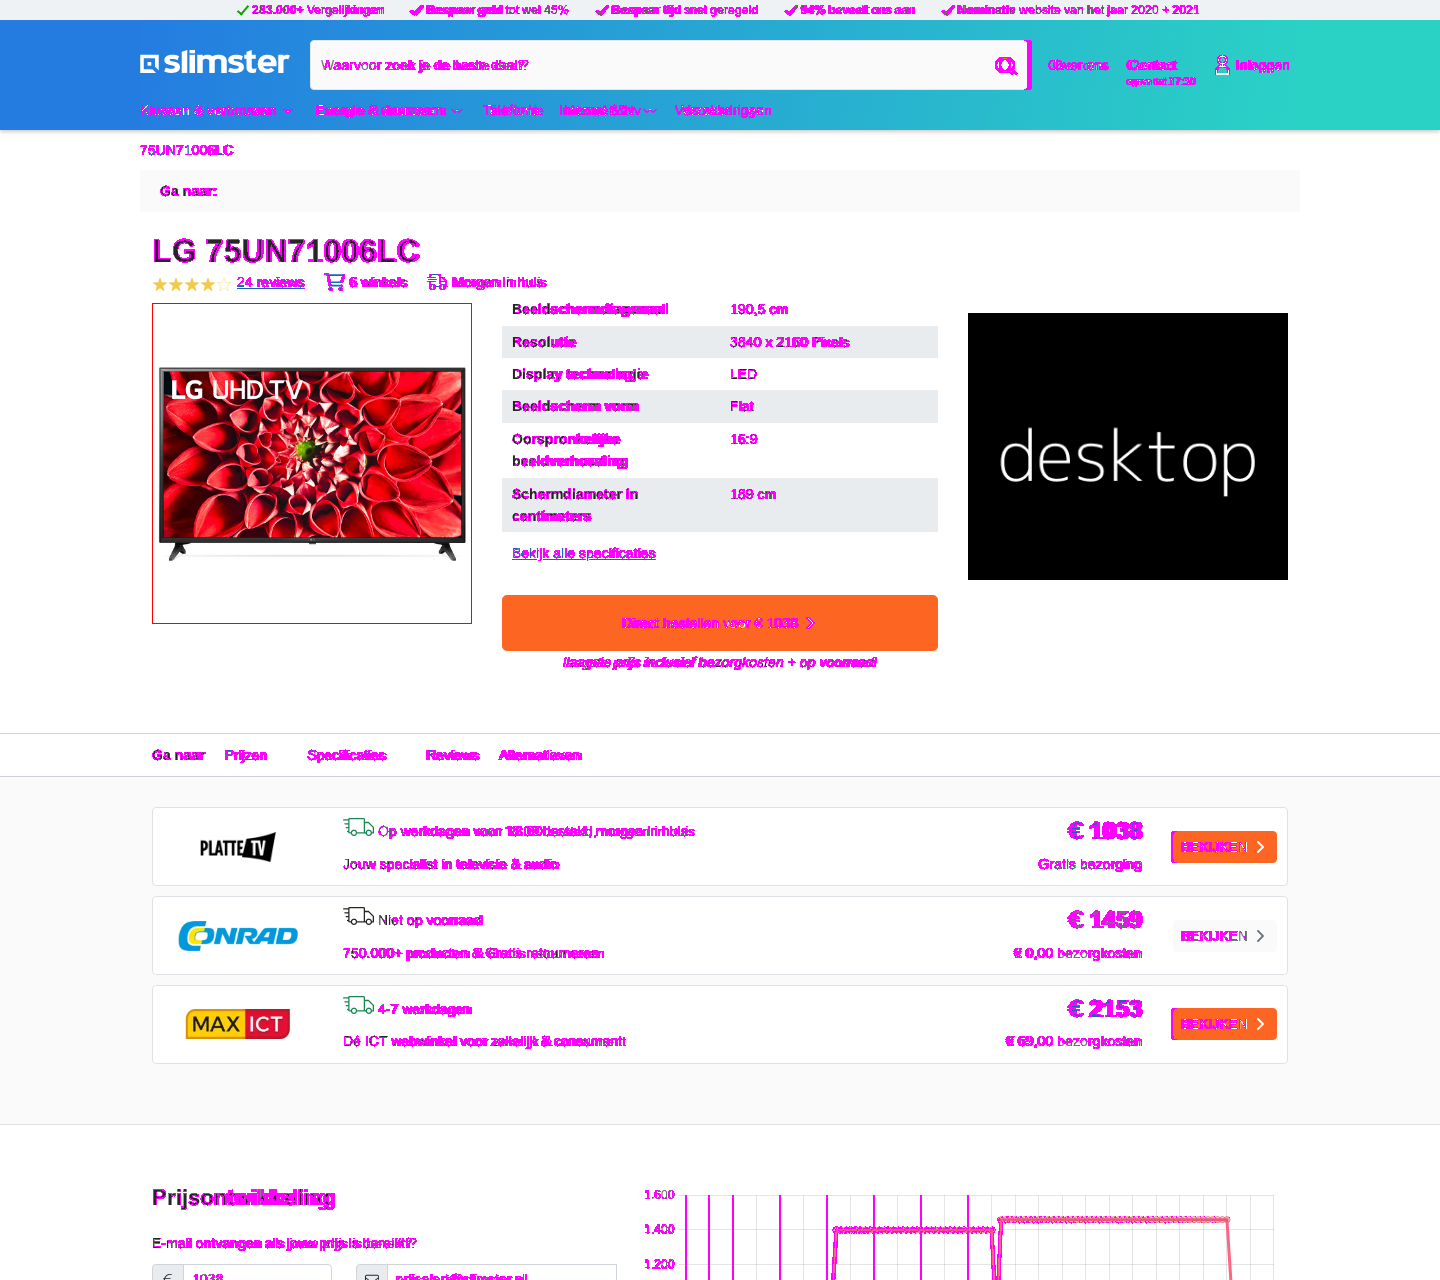 283.000+ Vergelijkingen Bespaar geld tot wel 45% Bespaar tijd snel geregeld 94% beveelt ons aan Nominatie website van het jaar 2020 + 2021
slimster
Waarvoor zoek je de beste deal?
Over ons Contact Inloggen
Energie & duurzaam Telefonie Internet & tv Verzekeringen
75UN71006LC
Ga naar:
LG 75UN71006LC
24 reviews 6 winkels Morgen in huis
LG UHD TV
Beeldschermdiagonaal 190,5 cm
Resolutie 3840 x 2160 Pixels
Display technologie LED
Beeldscherm vorm Flat
Oorspronkelijke 16:9
beeldverhouding
Schermdiameter in 189 cm
centimeters
Bekijk alle specificaties
desktop
Direct bestellen voor € 1038
laagste prijs inclusief bezorgkosten + op voorraad
Ga naar Prijzen Specificaties Reviews Alternatieven
PLATTE TV
Op werkdagen voor besteld, morgen in huis
€ 1038
BEKIJKEN
Jouw specialist in televisie & audio
Gratis bezorging
CONRAD
Niet op voorraad
€ 1459
BEKIJKEN
750.000+ producten & Gratis retourneren
€ 0,00 bezorgkosten
MAX ICT
4-7 werkdagen
€ 2153
BEKIJKEN
Dé ICT webwinkel voor zakelijk & consument
€ 69,00 bezorgkosten
Prijsontwikkeling
E-mail ontvangen als jouw prijs is bereikt?
€ 1038
1.600
1.400
1.200